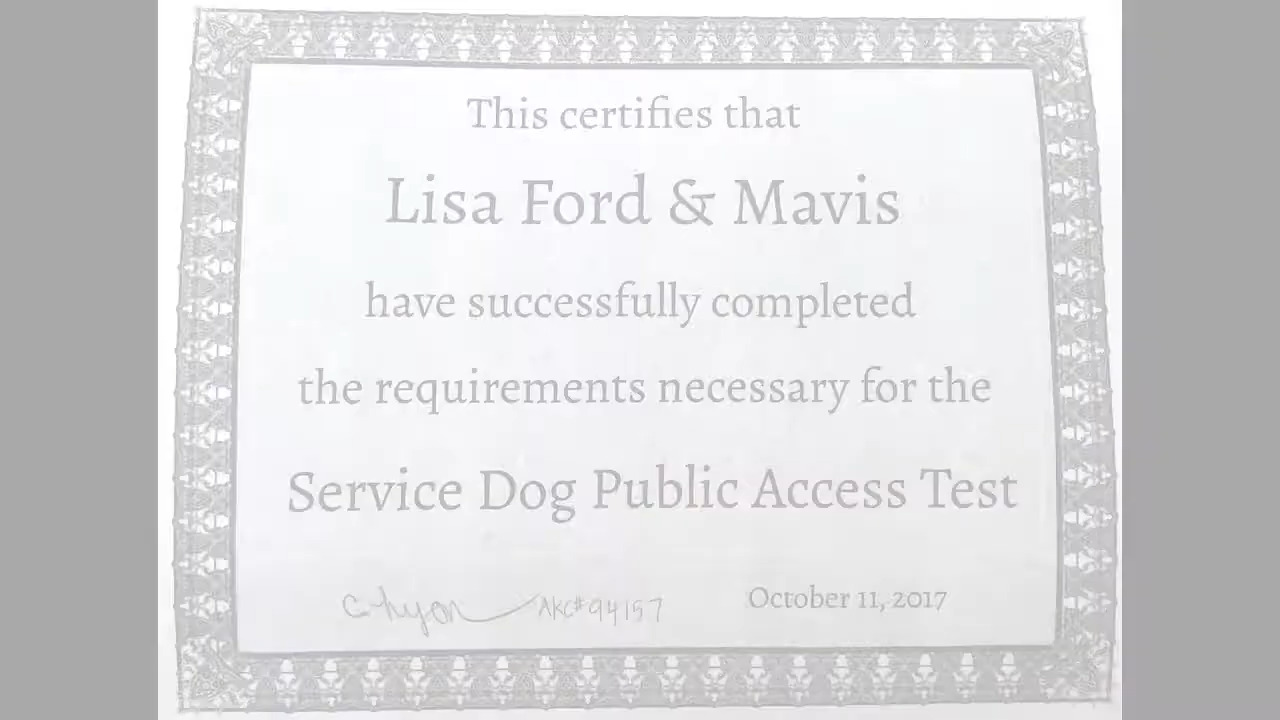 This certifies that
Lisa Ford & Mavis
have successfully completed
the requirements necessary for the
Service Dog Public Access Test
AKC# 94157
October 11, 2017